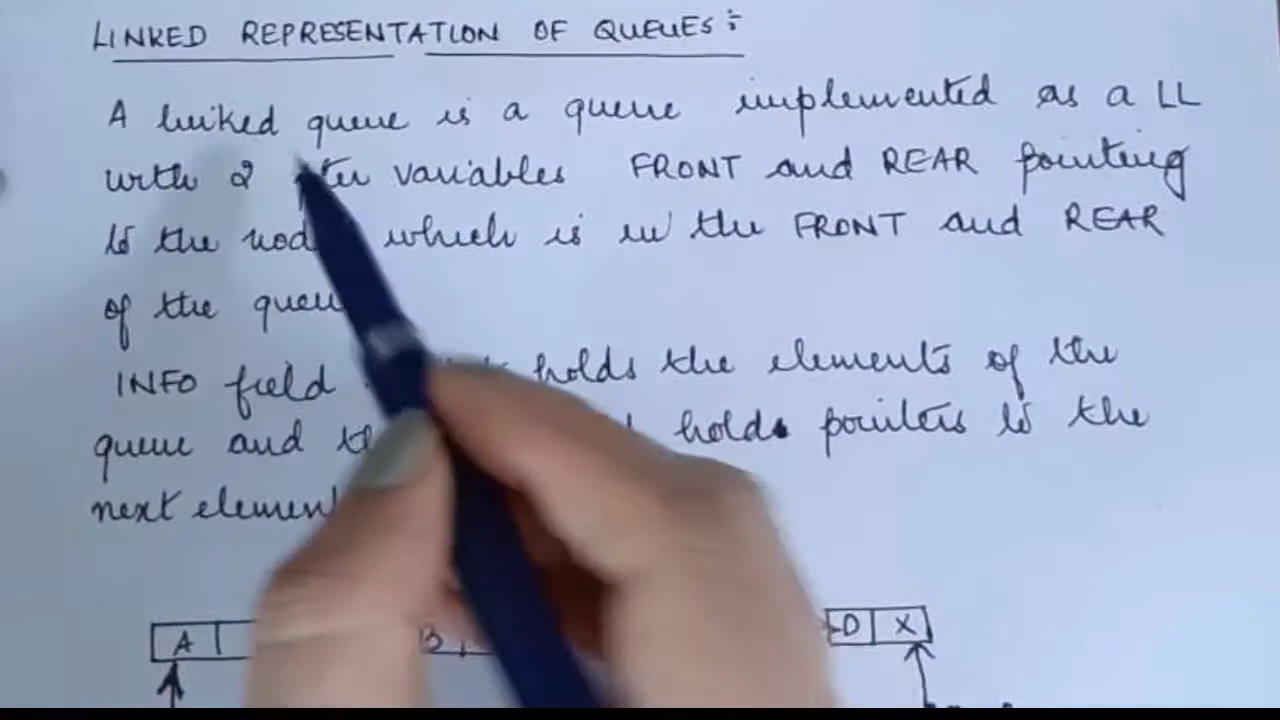 LINKED REPRESENTATION OF QUEUES:
A linked queue is a queue implemented as a LL
with 2 variables FRONT and REAR pointing
to the which is in the FRONT and REAR
of the
INFO field holds the elements of the
queue and holds pointers to the
next
A B D X